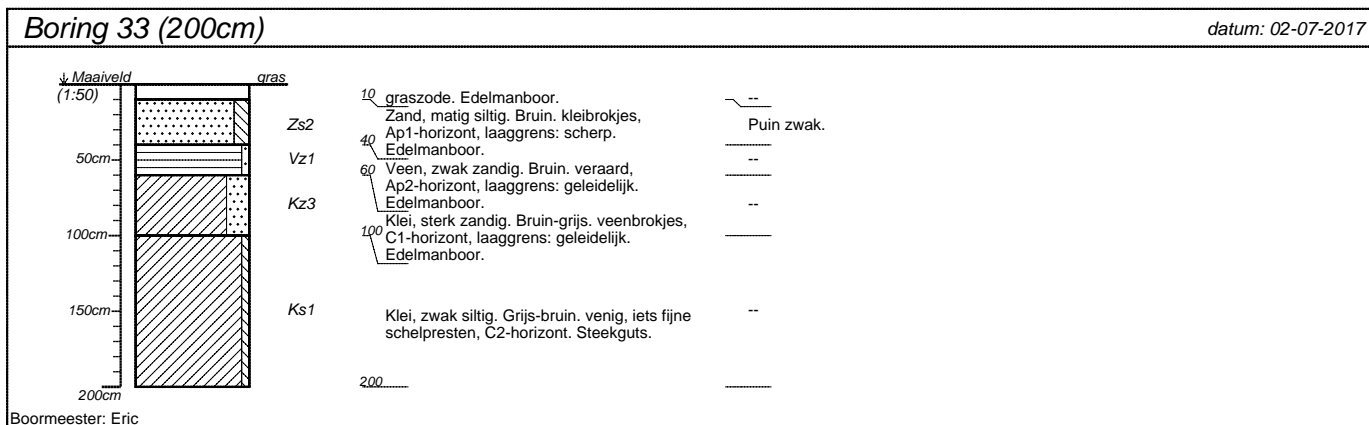 Boring 33 (200cm)
datum: 02-07-2017
Maaiveld
gras
(1:50)
10 graszode. Edelmanboor.
--
Zand, matig siltig. Bruin. kleibrokjes,
Zs2
Puin zwak.
Ap1-horizont, laaggrens: scherp.
40 Edelmanboor.
50cm
Vz1
--
60 Veen, zwak zandig. Bruin. veraard,
Ap2-horizont, laaggrens: geleidelijk.
Edelmanboor.
Kz3
--
Klei, sterk zandig. Bruin-grijs. veenbrokjes,
100cm
100 C1-horizont, laaggrens: geleidelijk.
Edelmanboor.
150cm
Ks1
--
Klei, zwak siltig. Grijs-bruin. venig, iets fijne
schelpresten, C2-horizont. Steekguts.
200
200cm
Boormeester: Eric